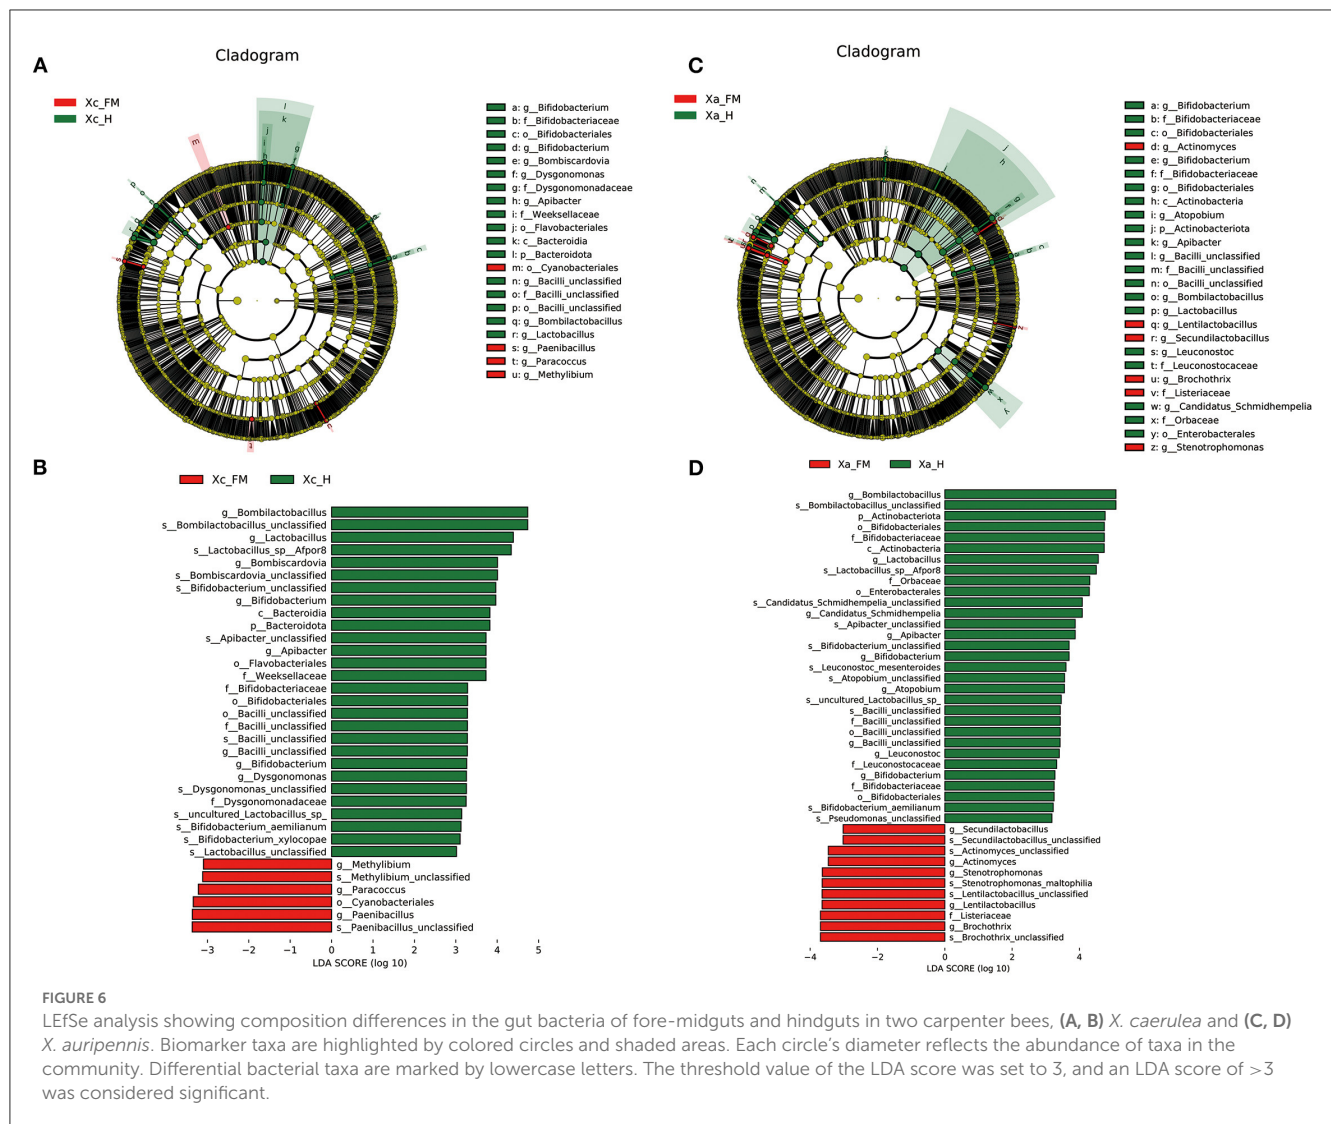 A
Cladogram
Xc_FM
Xc_H
a: g__Bifidobacterium
b: f__Bifidobacteriaceae
c: o__Bifidobacteriales
d: g__Bifidobacterium
e: g__Bombiscardovia
f: g__Dysgonomonas
g: f__Dysgonomonadaceae
h: g__Apibacter
i: f__Weeksellaceae
j: o__Flavobacteriales
k: c__Bacteroidia
l: p__Bacteroidota
m: o__Cyanobacteriales
n: g__Bacilli_unclassified
o: f__Bacilli_unclassified
p: o__Bacilli_unclassified
q: g__Bombilactobacillus
r: g__Lactobacillus
s: g__Paenibacillus
t: g__Paracoccus
u: g__Methylibium
l
k
j
m
C
Cladogram
Xa_FM
Xa_H
a: g__Bifidobacterium
b: f__Bifidobacteriaceae
c: o__Bifidobacteriales
d: g__Actinomyces
e: g__Bifidobacterium
f: f__Bifidobacteriaceae
g: o__Bifidobacteriales
h: c__Actinobacteria
i: g__Atopobium
j: p__Actinobacteriota
k: g__Apibacter
l: g__Bacilli_unclassified
m: f__Bacilli_unclassified
n: o__Bacilli_unclassified
o: g__Bombilactobacillus
p: g__Lactobacillus
q: g__Lentilactobacillus
r: g__Secundilactobacillus
s: g__Leuconostoc
t: f__Leuconostocaceae
u: g__Brochothrix
v: f__Listeriaceae
w: g__Candidatus_Schmidhempelia
x: f__Orbaceae
y: o__Enterobacterales
z: g__Stenotrophomonas
j
h
k
y
x
z
B
Xc_FM
Xc_H
g__Bombilactobacillus
s__Bombilactobacillus_unclassified
g__Lactobacillus
s__Lactobacillus_sp__Afpor8
g__Bombiscardovia
s__Bombiscardovia_unclassified
s__Bifidobacterium_unclassified
g__Bifidobacterium
c__Bacteroidia
p__Bacteroidota
s__Apibacter_unclassified
g__Apibacter
o__Flavobacteriales
f__Weeksellaceae
f__Bifidobacteriaceae
o__Bifidobacteriales
o__Bacilli_unclassified
f__Bacilli_unclassified
s__Bacilli_unclassified
g__Bacilli_unclassified
g__Bifidobacterium
g__Dysgonomonas
s__Dysgonomonas_unclassified
f__Dysgonomonadaceae
s__uncultured_Lactobacillus_sp_
s__Bifidobacterium_aemilianum
s__Bifidobacterium_xylocopae
s__Lactobacillus_unclassified
g__Methylibium
s__Methylibium_unclassified
g__Paracoccus
o__Cyanobacteriales
g__Paenibacillus
s__Paenibacillus_unclassified
−3 −2 −1 0 1 2 3 4 5
LDA SCORE (log 10)
D
Xa_FM
Xa_H
g__Bombilactobacillus
s__Bombilactobacillus_unclassified
p__Actinobacteriota
o__Bifidobacteriales
f__Bifidobacteriaceae
c__Actinobacteria
g__Lactobacillus
s__Lactobacillus_sp__Afpor8
f__Orbaceae
o__Enterobacterales
s__Candidatus_Schmidhempelia_unclassified
g__Candidatus_Schmidhempelia
s__Apibacter_unclassified
g__Apibacter
s__Bifidobacterium_unclassified
g__Bifidobacterium
s__Leuconostoc_mesenteroides
s__Atopobium_unclassified
g__Atopobium
s__uncultured_Lactobacillus_sp_
s__Bacilli_unclassified
f__Bacilli_unclassified
o__Bacilli_unclassified
g__Bacilli_unclassified
g__Leuconostoc
f__Leuconostocaceae
g__Bifidobacterium
f__Bifidobacteriaceae
o__Bifidobacteriales
s__Bifidobacterium_aemilianum
s__Pseudomonas_unclassified
g__Secundilactobacillus
s__Secundilactobacillus_unclassified
s__Actinomyces_unclassified
g__Actinomyces
g__Stenotrophomonas
s__Stenotrophomonas_maltophilia
s__Lentilactobacillus_unclassified
g__Lentilactobacillus
f__Listeriaceae
g__Brochothrix
s__Brochothrix_unclassified
−4 −2 0 2 4
LDA SCORE (log 10)
FIGURE 6
LEfSe analysis showing composition differences in the gut bacteria of fore-midguts and hindguts in two carpenter bees, (A, B) X. caerulea and (C, D)
X. auripennis. Biomarker taxa are highlighted by colored circles and shaded areas. Each circle's diameter reflects the abundance of taxa in the
community. Differential bacterial taxa are marked by lowercase letters. The threshold value of the LDA score was set to 3, and an LDA score of >3
was considered significant.